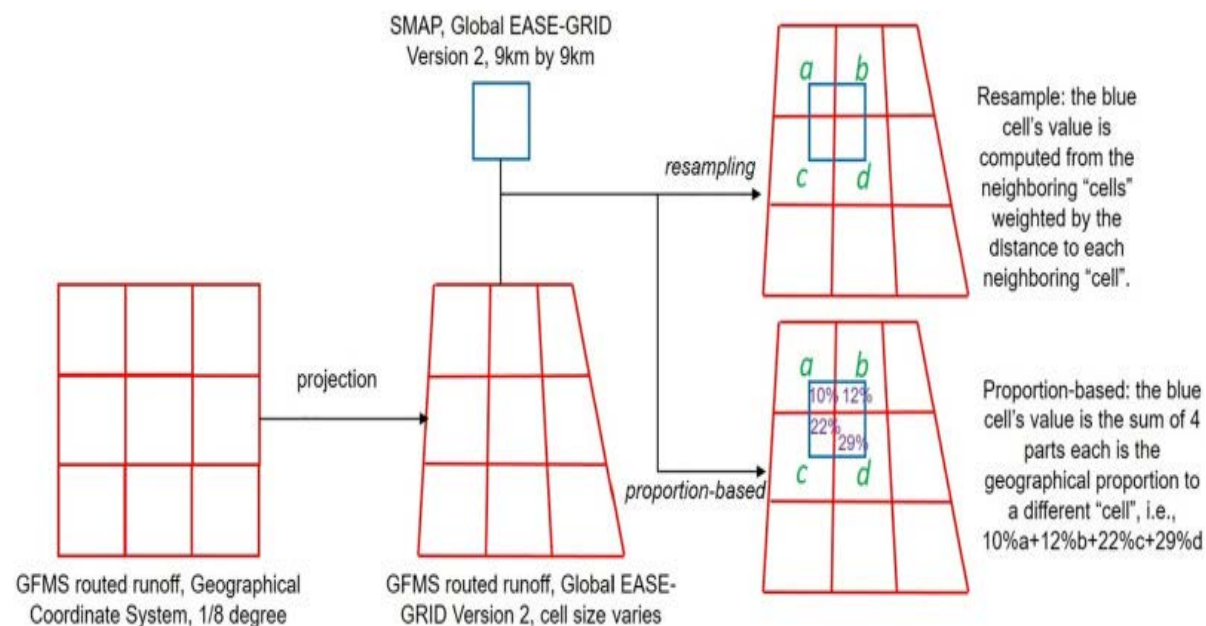 SMAP, Global EASE-GRID
Version 2, 9km by 9km
resampling
a b
c d
Resample: the blue
cell’s value is
computed from the
neighboring “cells”
weighted by the
distance to each
neighboring “cell”.
projection
proportion-based
a b
10% 12%
22%
29%
c d
Proportion-based: the blue
cell’s value is the sum of 4
parts each is the
geographical proportion to
a different “cell”, i.e.,
10%a+12%b+22%c+29%d
GFMS routed runoff, Geographical
Coordinate System, 1/8 degree
GFMS routed runoff, Global EASE-
GRID Version 2, cell size varies